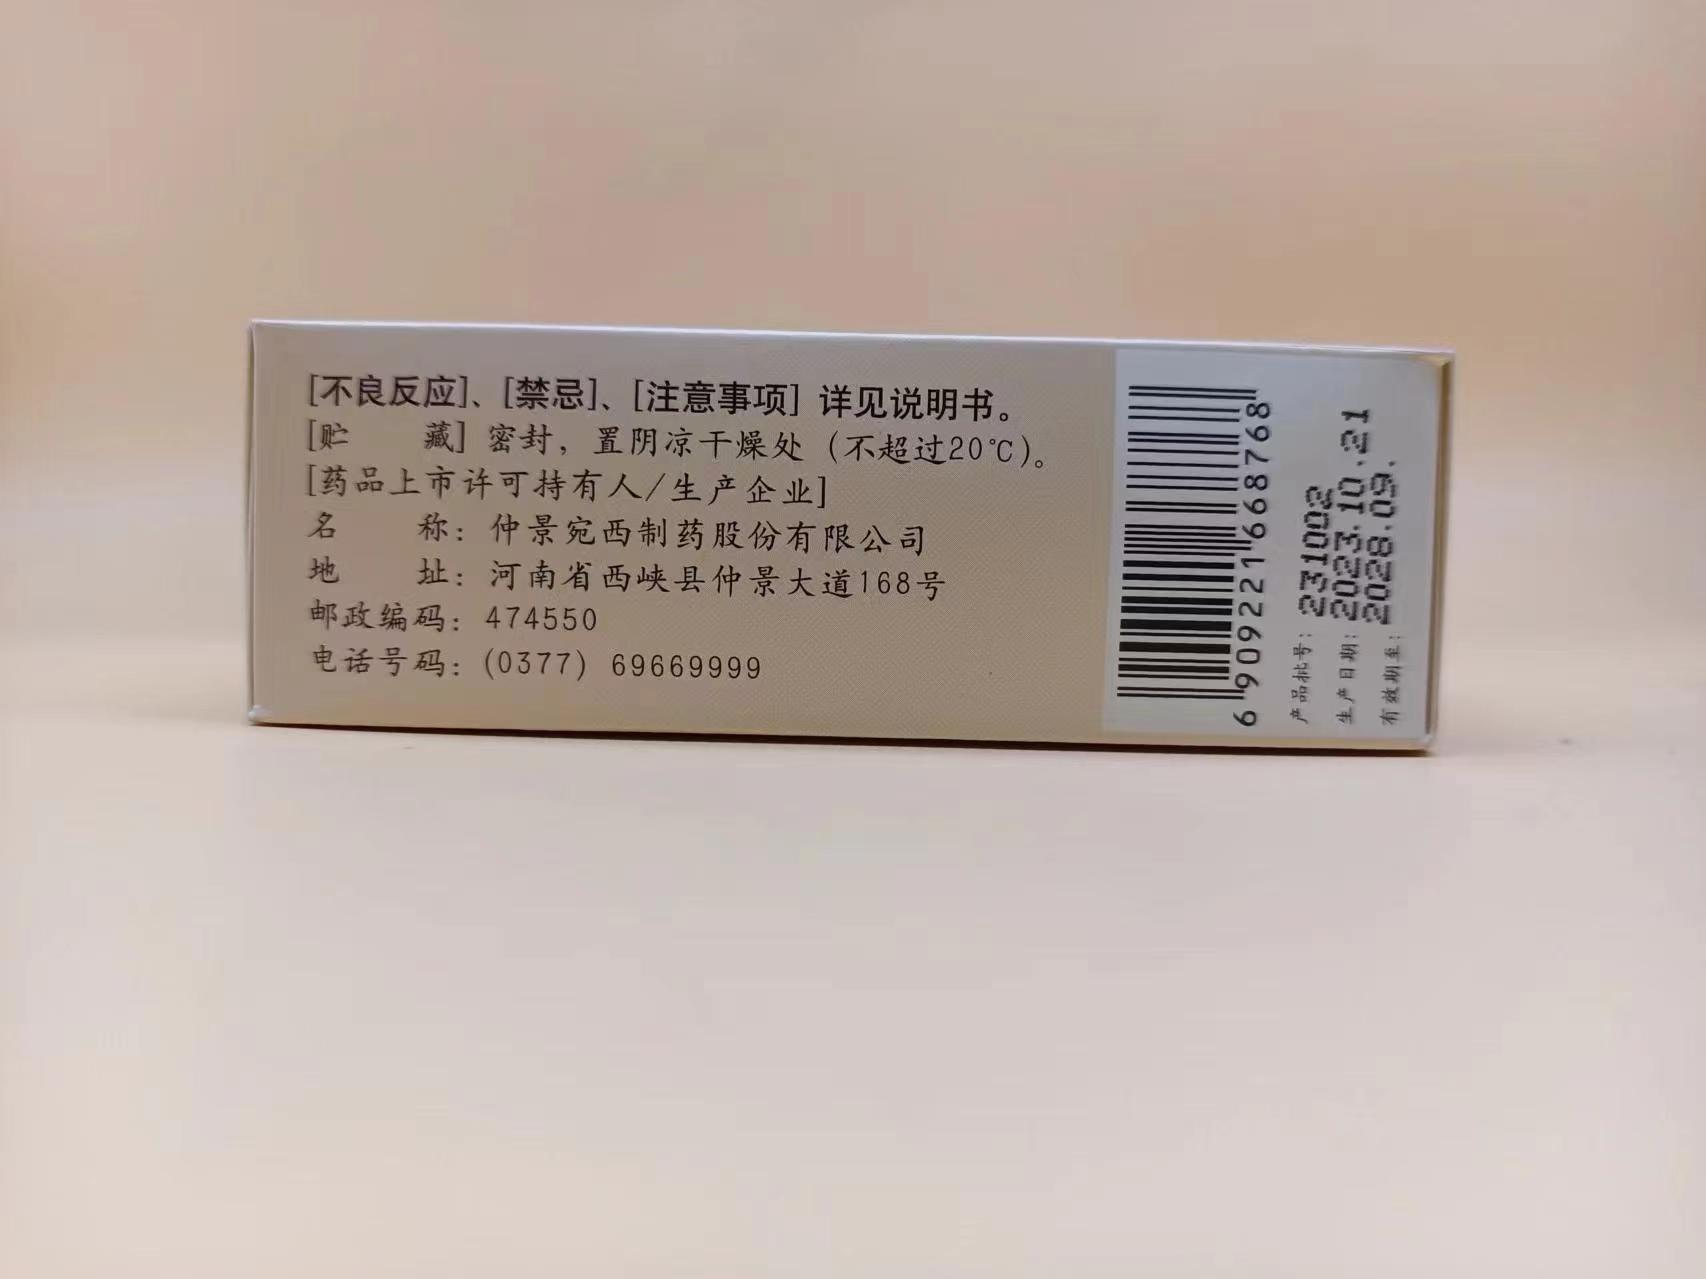 [不良反应]、[禁忌]、[注意事项] 详见说明书。
[贮 藏] 密封，置阴凉干燥处（不超过20℃）。
[药品上市许可持有人/生产企业]
名 称：仲景宛西制药股份有限公司
地 址：河南省西峡县仲景大道168号
邮政编码：474550
电话号码：(0377) 69669999
6909221668768
产品批号：231002
生产日期：2023.10.21
有效期至：2028.09.